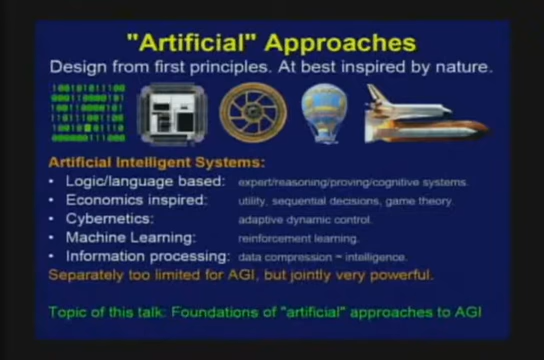 "Artificial" Approaches
Design from first principles. At best inspired by nature.
Artificial Intelligent Systems:
• Logic/language based: expert/reasoning/proving/cognitive systems.
• Economics inspired: utility, sequential decisions, game theory.
• Cybernetics: adaptive dynamic control.
• Machine Learning: reinforcement learning.
• Information processing: data compression ~ intelligence.
Separately too limited for AGI, but jointly very powerful.
Topic of this talk: Foundations of "artificial" approaches to AGI